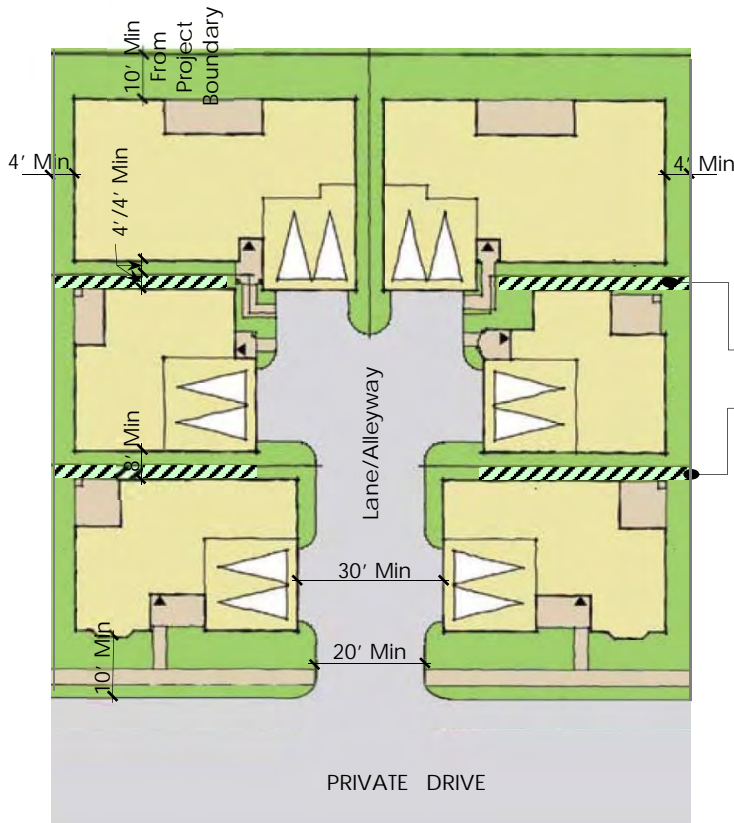 10' Min
From
Project
Boundary
4' Min
4' Min
4'/4' Min
8' Min
Lane/Alleyway
30' Min
20' Min
10' Min
PRIVATE DRIVE